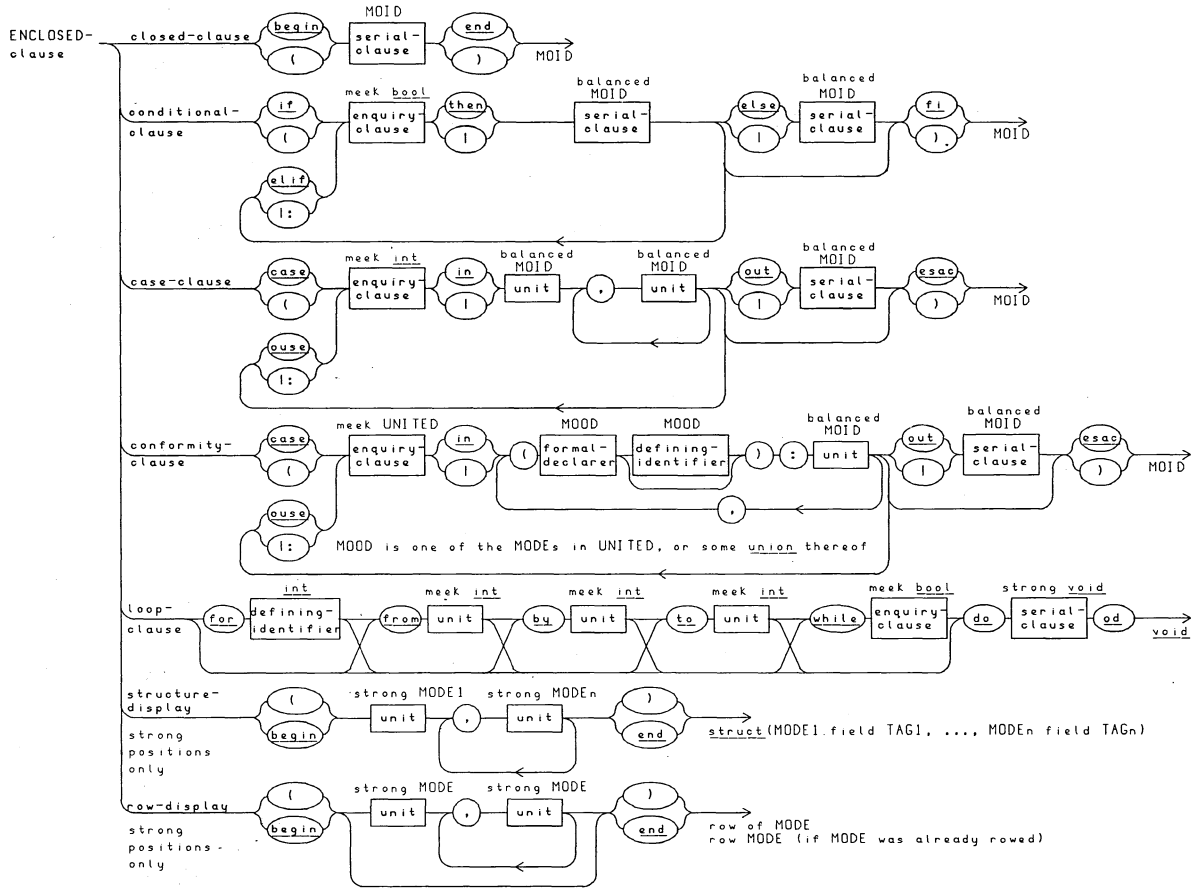 MOID
ENCLOSED-
clause
closed-clause
begin
(
serial-
clause
end
)
MOID
meek bool
balanced
MOID
balanced
MOID
conditional-
clause
if
(
enquiry-
clause
then
|
serial-
clause
else
|
serial-
clause
fi
).
MOID
elif
|:
meek int
balanced
MOID
balanced
MOID
balanced
MOID
case-clause
case
(
enquiry-
clause
in
|
unit
,
unit
out
|
serial-
clause
esac
)
MOID
ouse
|:
meek UNITED
MOOD
MOOD
balanced
MOID
balanced
MOID
conformity-
clause
case
(
enquiry-
clause
in
|
(
formal-
declarer
defining-
identifier
)
:
unit
out
|
serial-
clause
esac
)
MOID
,
ouse
|:
MOOD is one of the MODEs in UNITED, or some union thereof
int
meek int
meek int
meek int
meek bool
strong void
loop-
clause
for
defining-
identifier
from
unit
by
unit
to
unit
while
enquiry-
clause
do
serial-
clause
od
void
structure-
display
strong
positions
only
(
begin
strong MODE1
unit
,
strong MODEn
unit
)
end
struct(MODE1.field TAG1, ..., MODEn field TAGn)
row-display
strong
positions-
only
(
begin
strong MODE
unit
,
strong MODE
unit
)
end
row of MODE
row MODE (if MODE was already rowed)